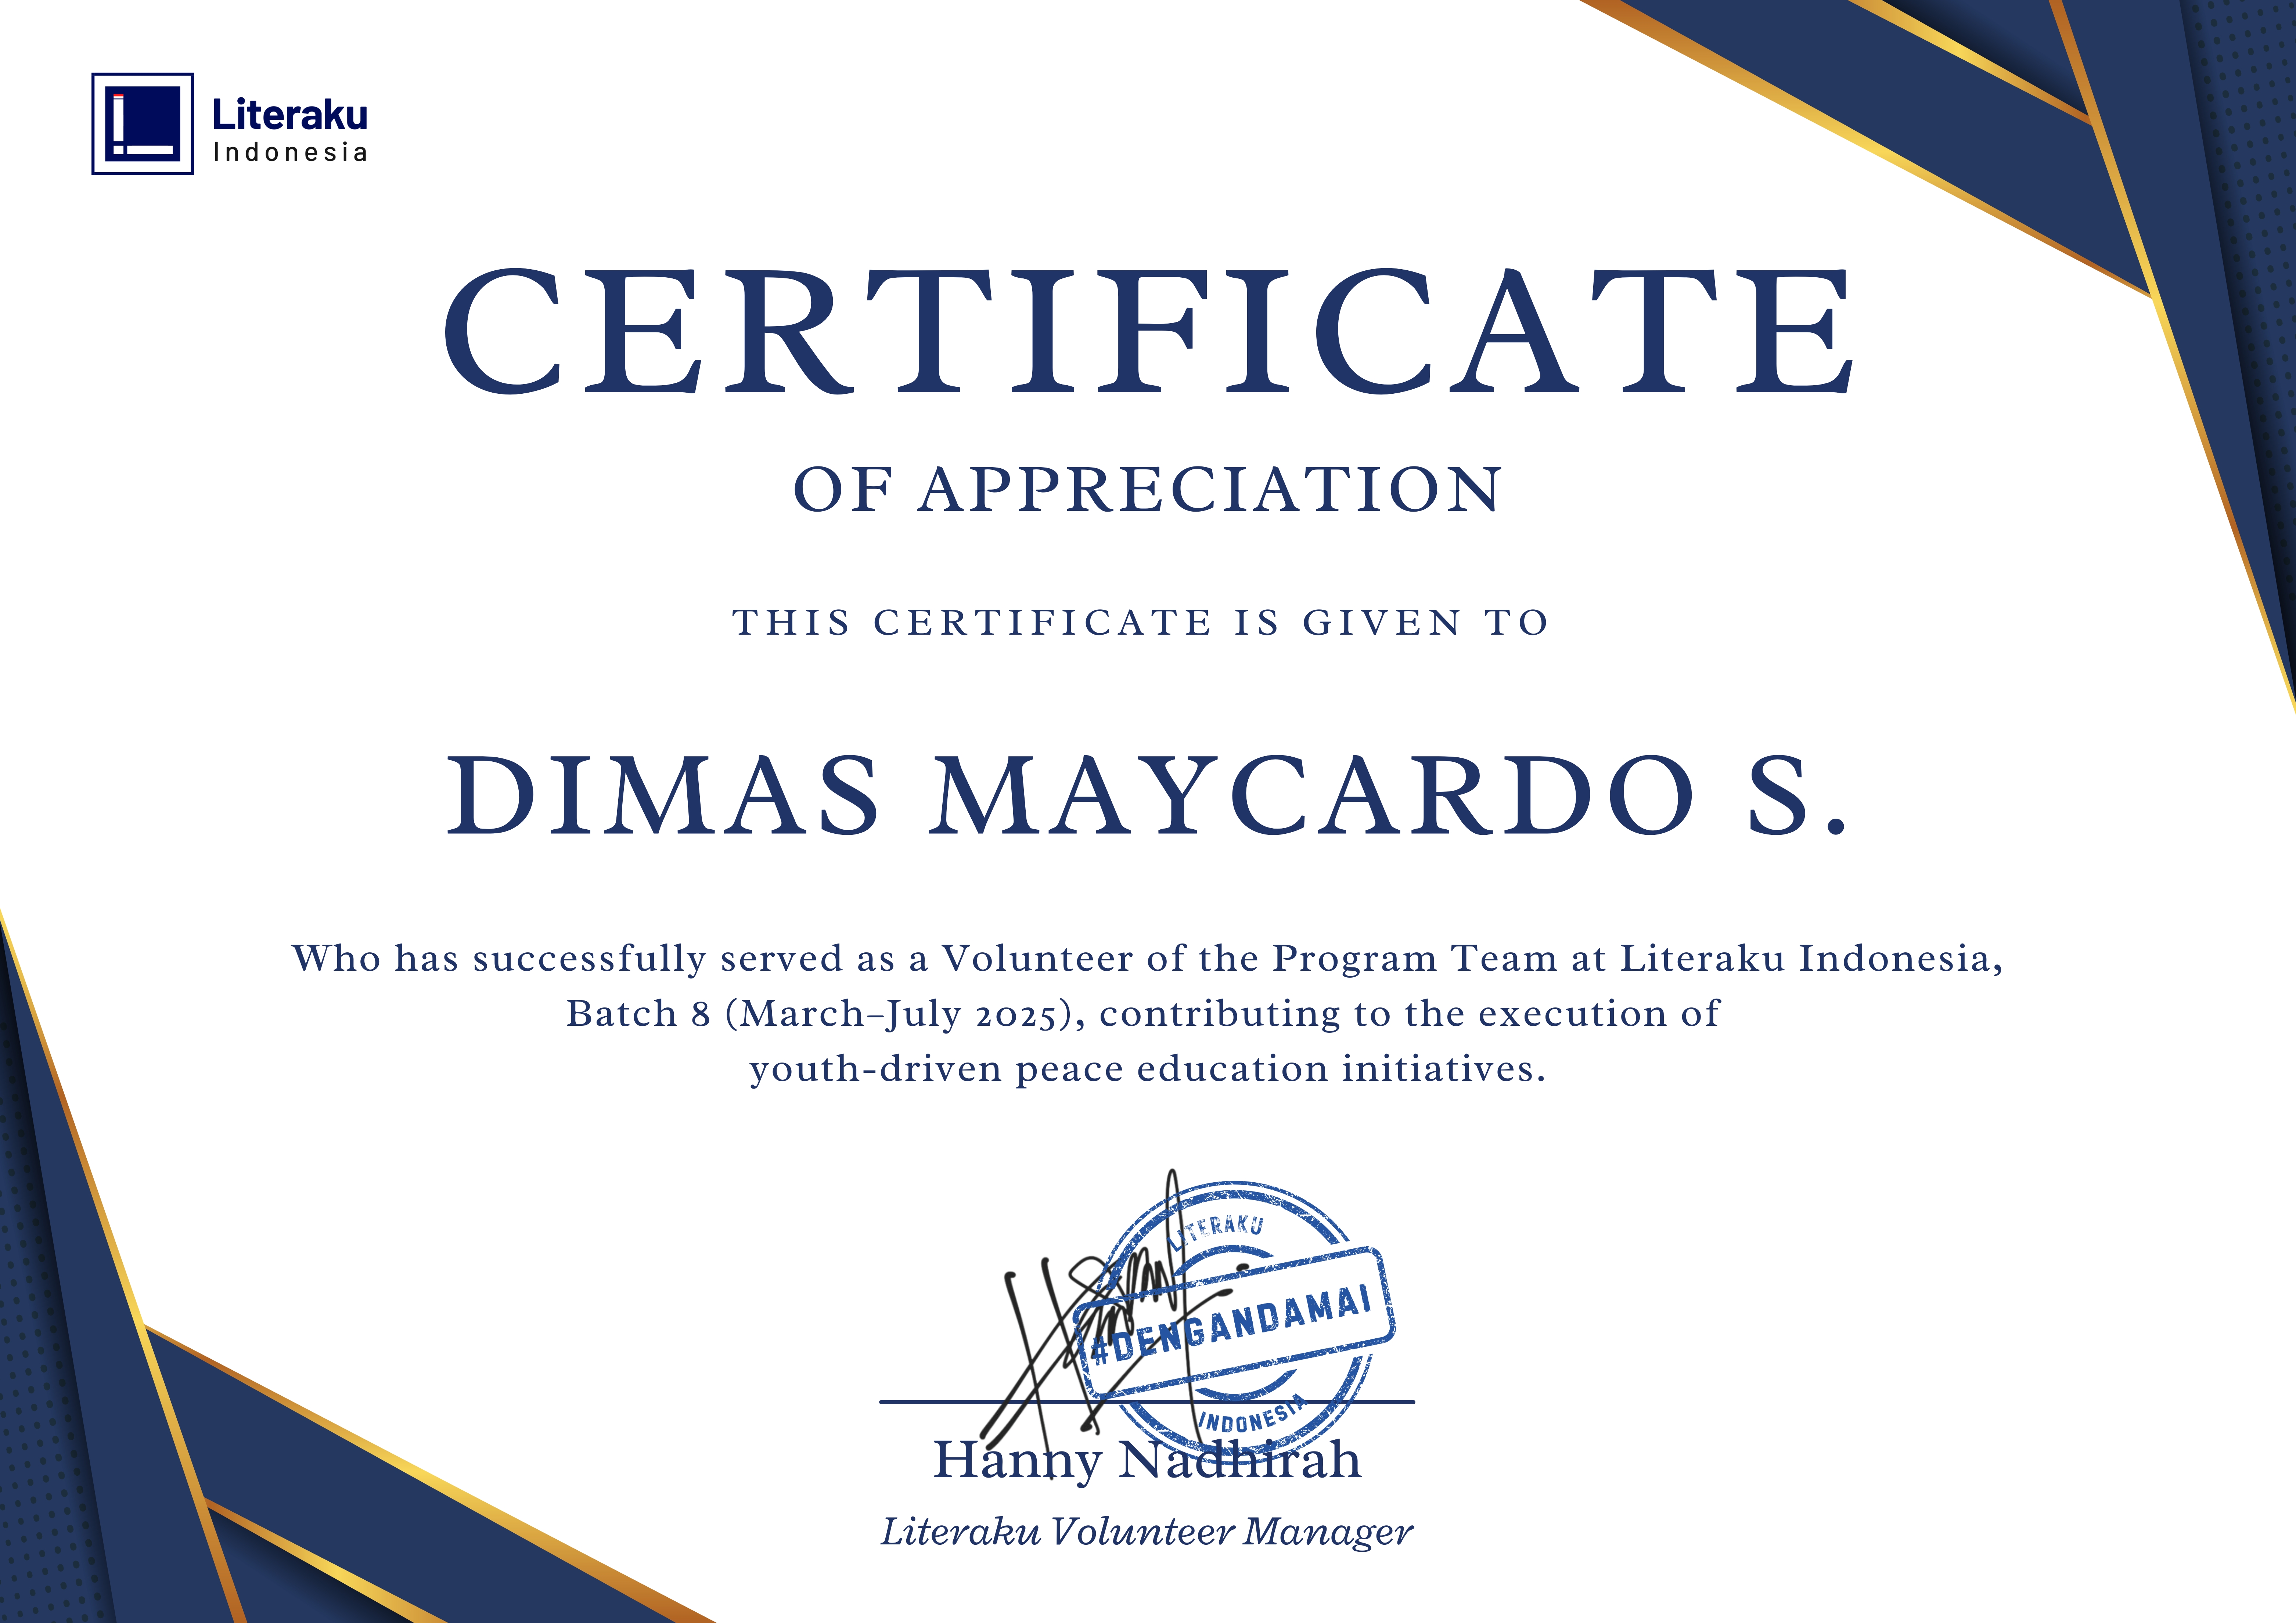 Literaku
Indonesia
CERTIFICATE
OF APPRECIATION
THIS CERTIFICATE IS GIVEN TO
DIMAS MAYCARDO S.
Who has successfully served as a Volunteer of the Program Team at Literaku Indonesia,
Batch 8 (March–July 2025), contributing to the execution of
youth-driven peace education initiatives.
LITERAKU
#DENGANDAMAI
INDONESIA
Hanny Nadhirah
Literaku Volunteer Manager